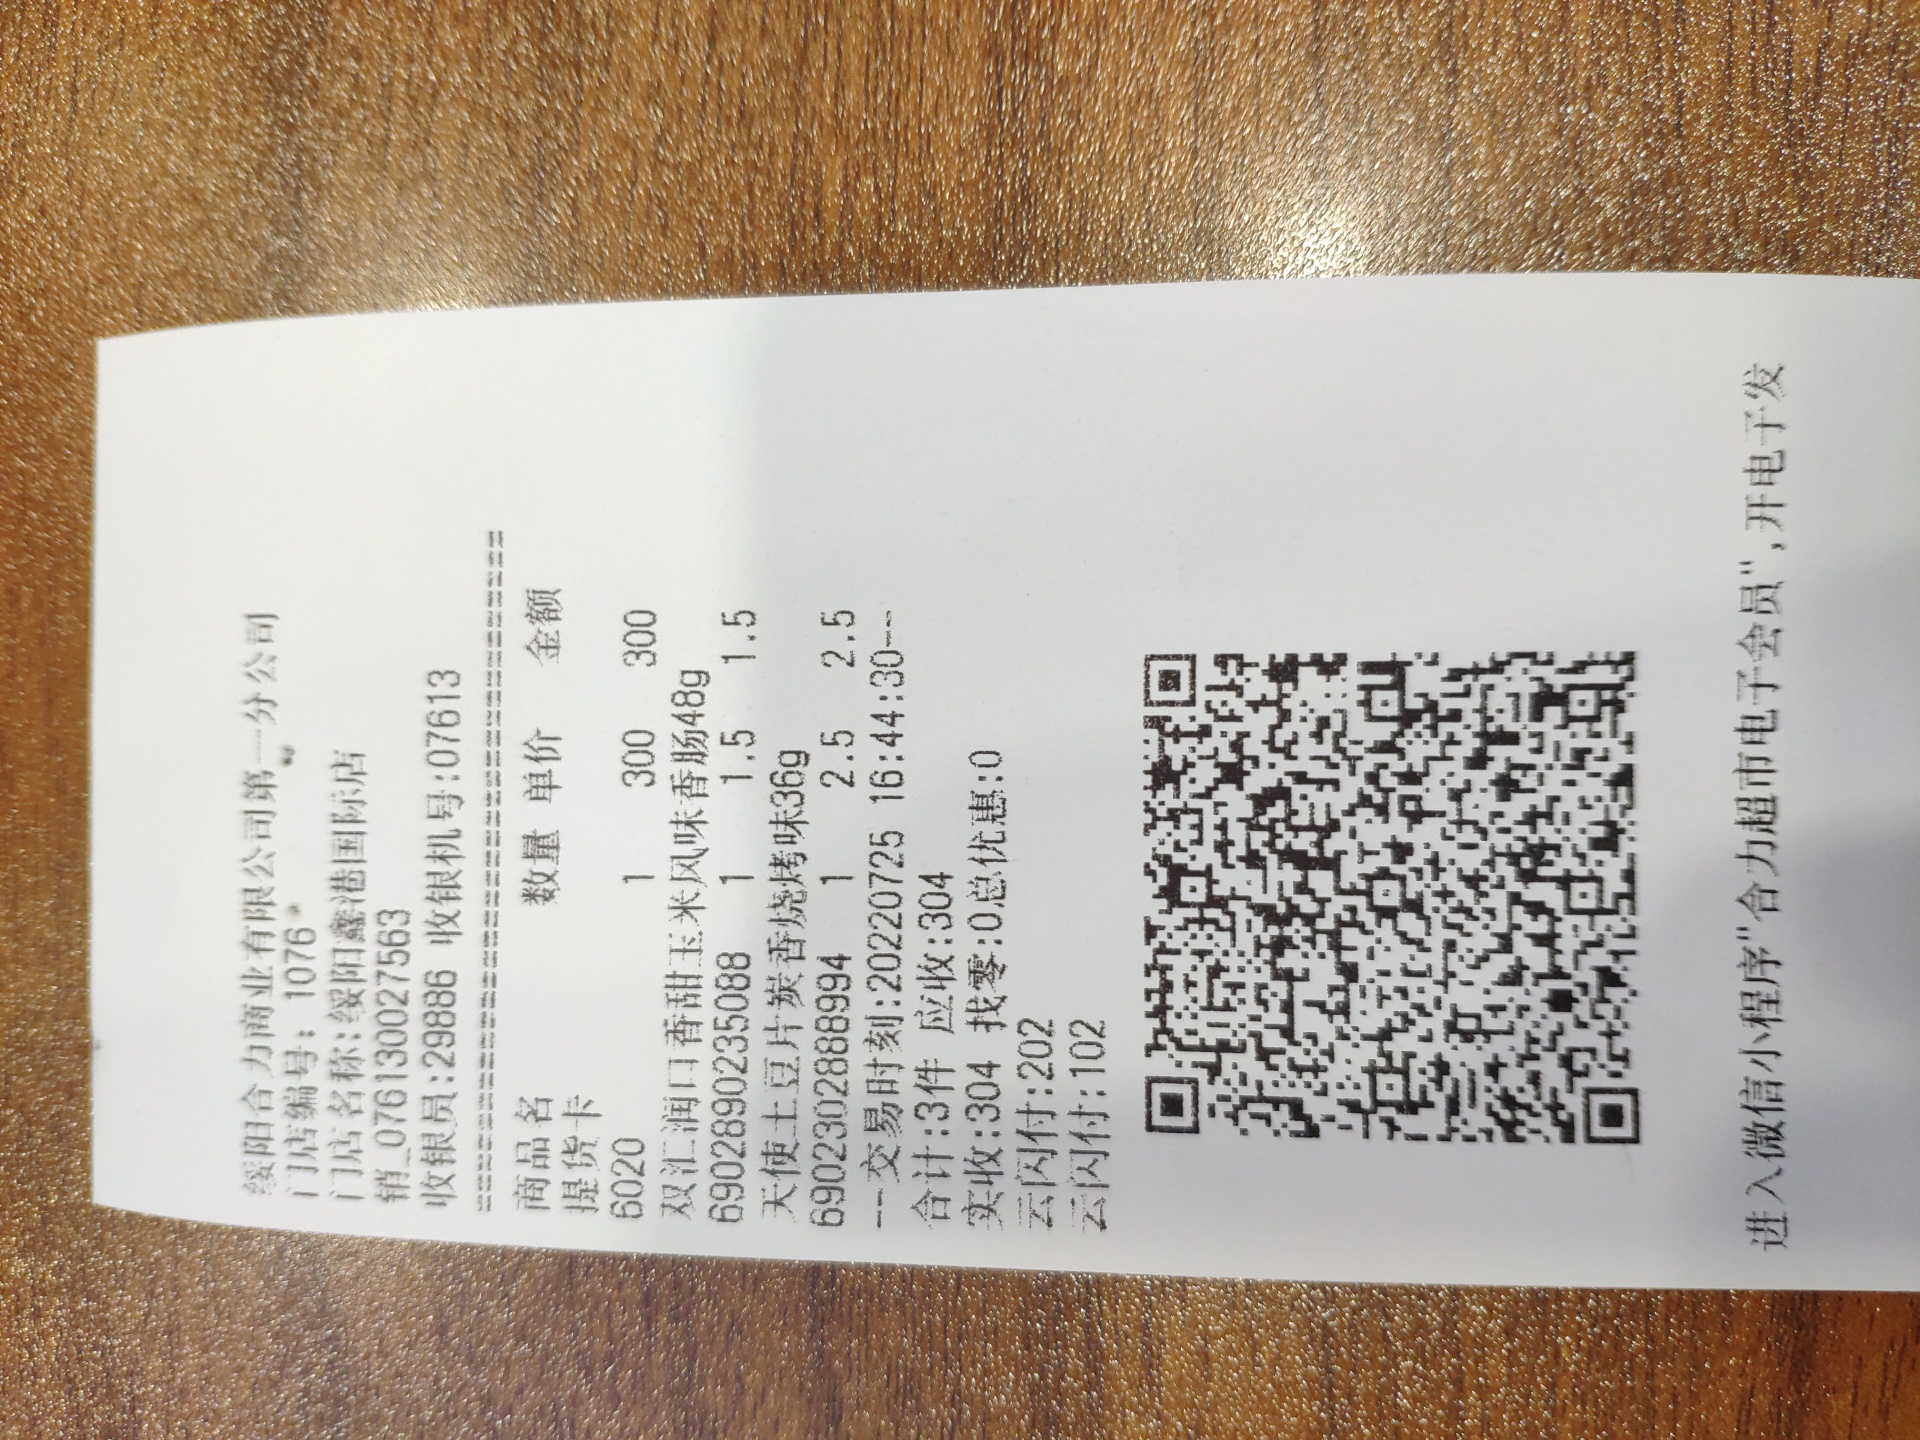 绥阳合力商业有限公司第一分公司
门店编号: 1076
门店名称:绥阳鑫港国际店
销_076130027563
收银员:29886 收银机号:07613
========================================
商品名 数量 单价 金额
提货卡
6020 1 300 300
双汇润口香甜玉米风味香肠48g
6902890235088 1 1.5 1.5
天使土豆片炭香烧烤味36g
6902302888994 1 2.5 2.5
--交易时刻:20220725 16:44:30--
合计:3件 应收:304
实收:304 找零:0总优惠:0
云闪付:202
云闪付:102
进入微信小程序"合力超市电子会员",开电子发